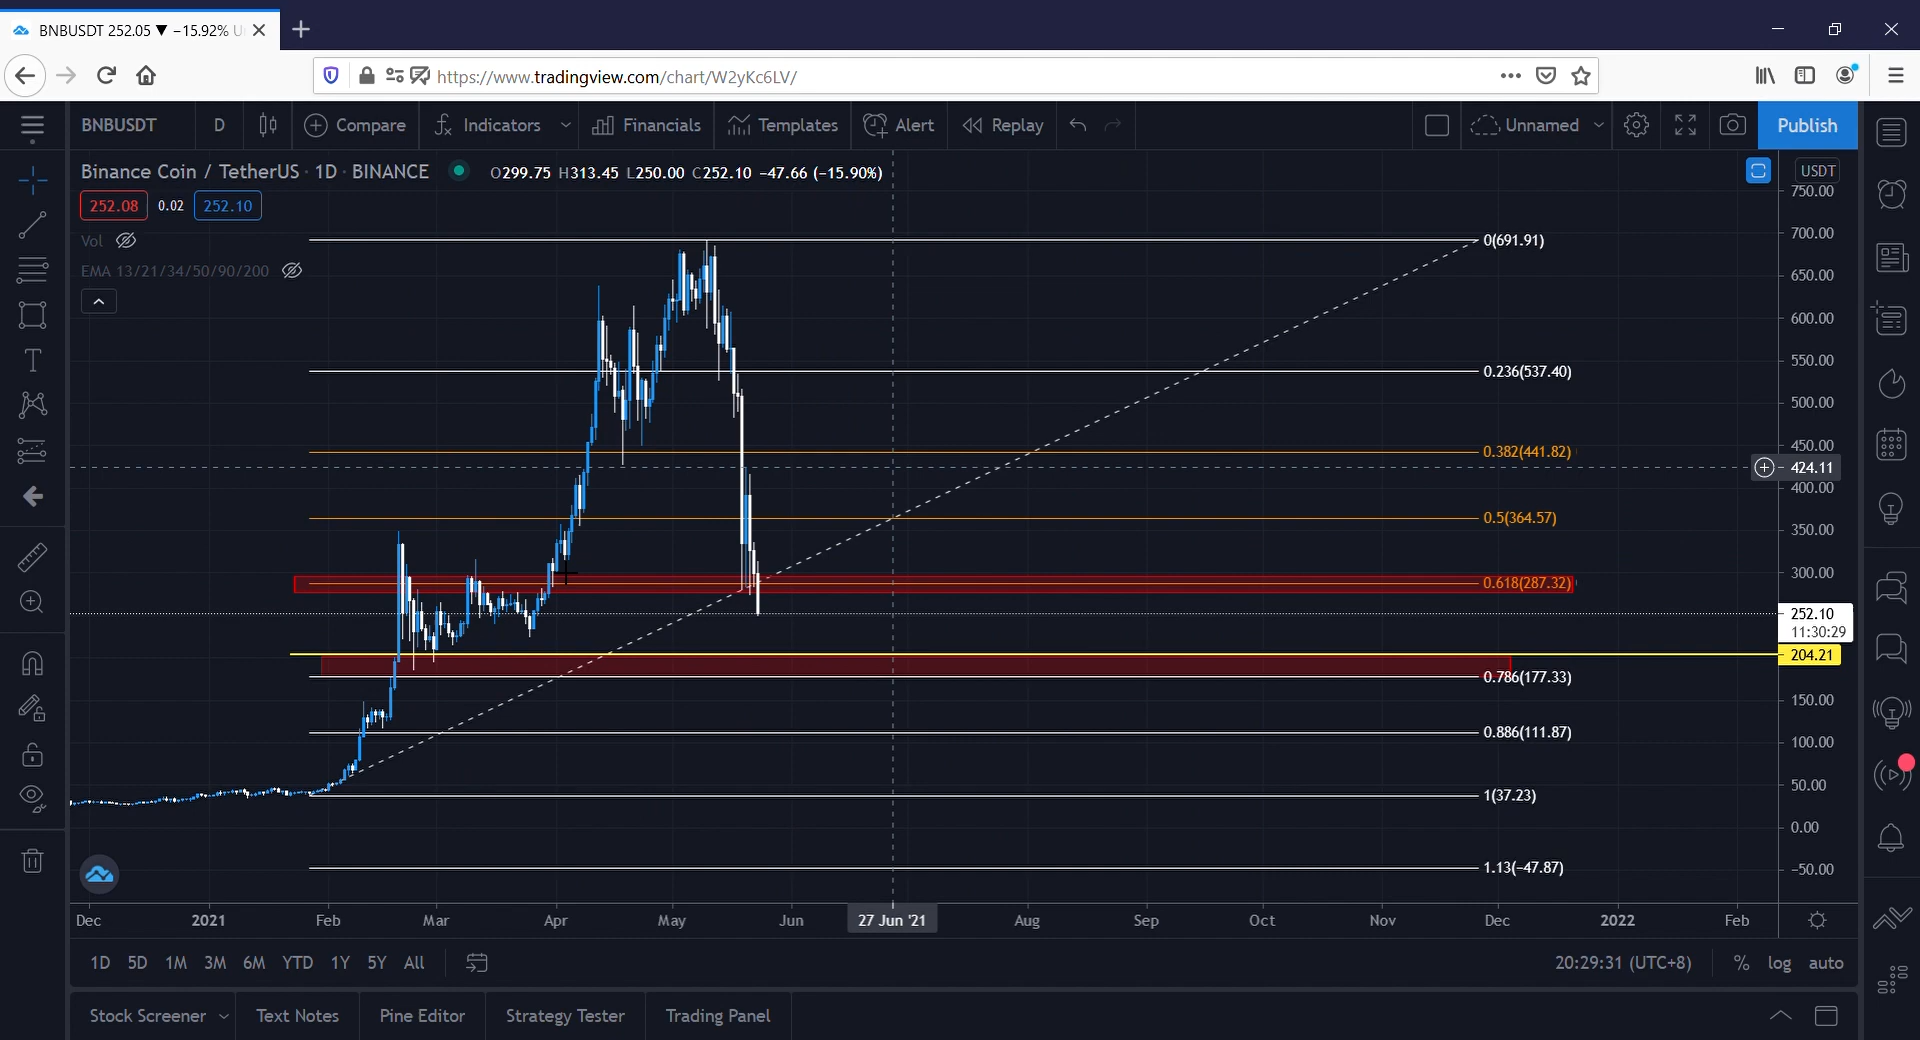 BNBUSDT 252.05 ▼ −15.92% U
https://www.tradingview.com/chart/W2yKc6LV/
BNBUSDT D Compare Indicators Financials Templates Alert Replay Unnamed Publish
Binance Coin / TetherUS · 1D · BINANCE O299.75 H313.45 L250.00 C252.10 −47.66 (−15.90%) USDT
252.08 0.02 252.10
Vol
EMA 13/21/34/50/90/200
750.00
700.00
650.00
600.00
550.00
500.00
450.00
424.11
400.00
350.00
300.00
252.10
11:30:29
204.21
150.00
100.00
50.00
0.00
−50.00
0(691.91)
0.236(537.40)
0.382(441.82)
0.5(364.57)
0.618(287.32)
0.786(177.33)
0.886(111.87)
1(37.23)
1.13(−47.87)
Dec 2021 Feb Mar Apr May Jun 27 Jun '21 Aug Sep Oct Nov Dec 2022 Feb
1D 5D 1M 3M 6M YTD 1Y 5Y All 20:29:31 (UTC+8) % log auto
Stock Screener Text Notes Pine Editor Strategy Tester Trading Panel